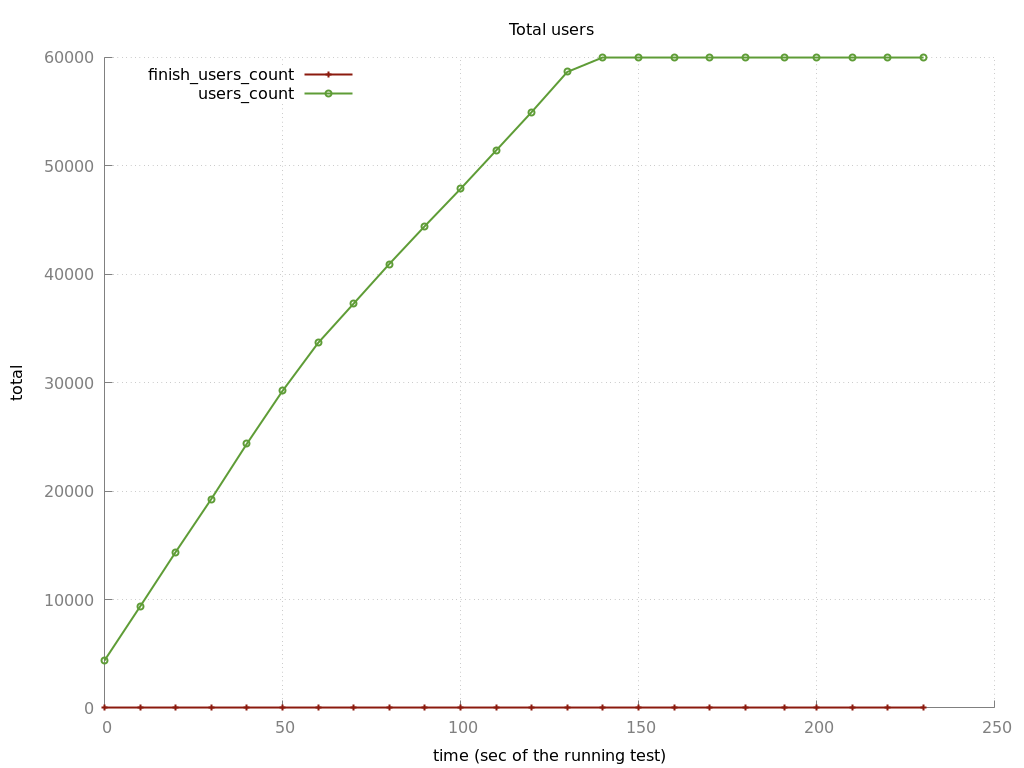 Total users
60000
finish_users_count
users_count
50000
40000
30000
20000
10000
0
total
0 50 100 150 200 250
time (sec of the running test)